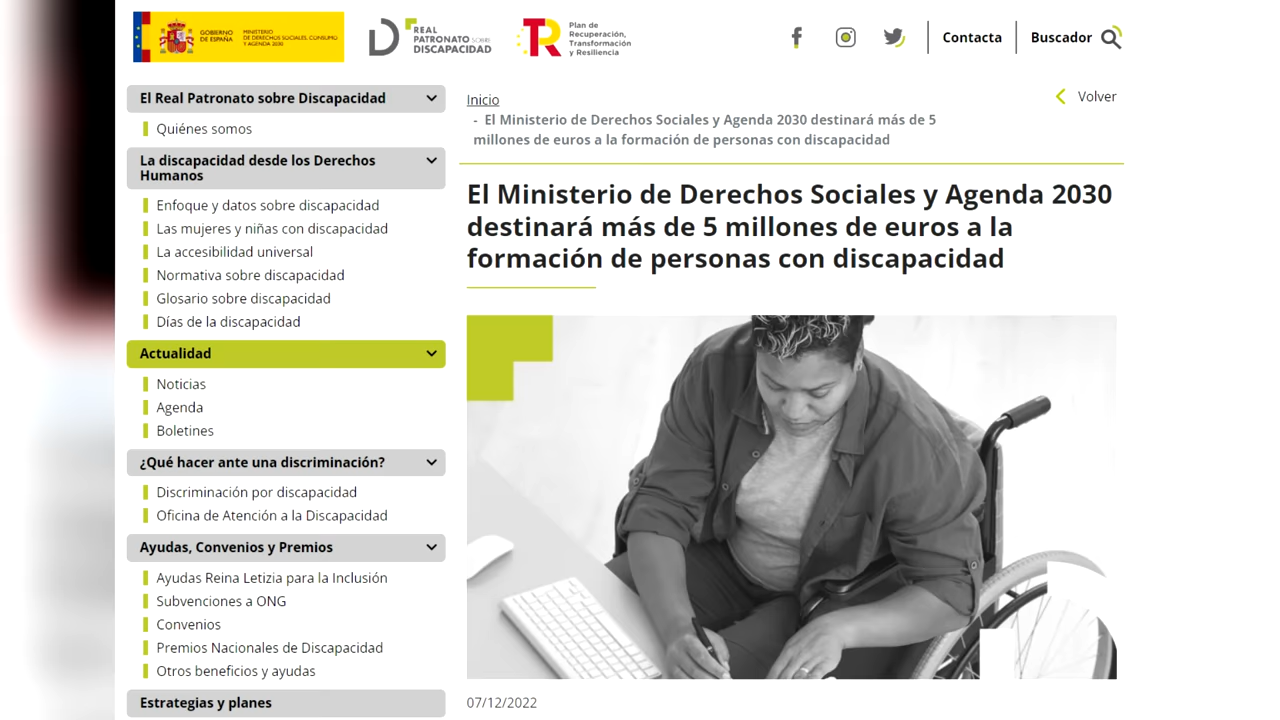 GOBIERNO
DE ESPAÑA
MINISTERIO
DE DERECHOS SOCIALES, CONSUMO
Y AGENDA 2030
REAL
PATRONATO SOBRE
DISCAPACIDAD
Plan de
Recuperación,
Transformación
y Resiliencia
Contacta
Buscador
El Real Patronato sobre Discapacidad
Quiénes somos
La discapacidad desde los Derechos
Humanos
Enfoque y datos sobre discapacidad
Las mujeres y niñas con discapacidad
La accesibilidad universal
Normativa sobre discapacidad
Glosario sobre discapacidad
Días de la discapacidad
Actualidad
Noticias
Agenda
Boletines
¿Qué hacer ante una discriminación?
Discriminación por discapacidad
Oficina de Atención a la Discapacidad
Ayudas, Convenios y Premios
Ayudas Reina Letizia para la Inclusión
Subvenciones a ONG
Convenios
Premios Nacionales de Discapacidad
Otros beneficios y ayudas
Estrategias y planes
Inicio
Volver
- El Ministerio de Derechos Sociales y Agenda 2030 destinará más de 5
millones de euros a la formación de personas con discapacidad
El Ministerio de Derechos Sociales y Agenda 2030
destinará más de 5 millones de euros a la
formación de personas con discapacidad
07/12/2022